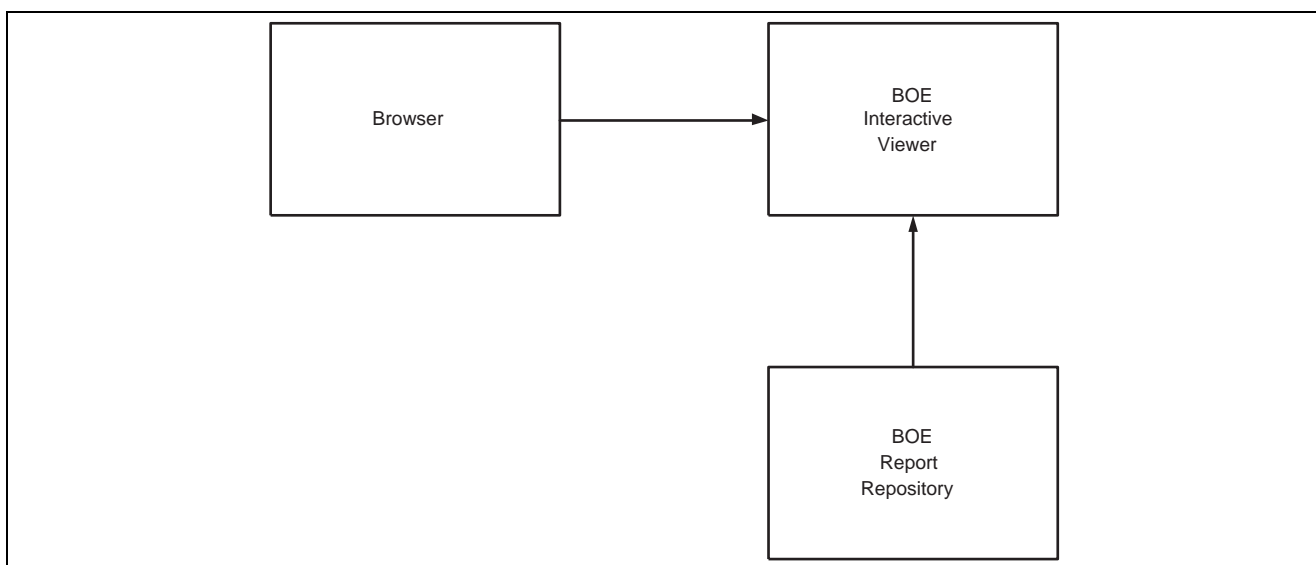 Browser
BOE
Interactive
Viewer
BOE
Report
Repository